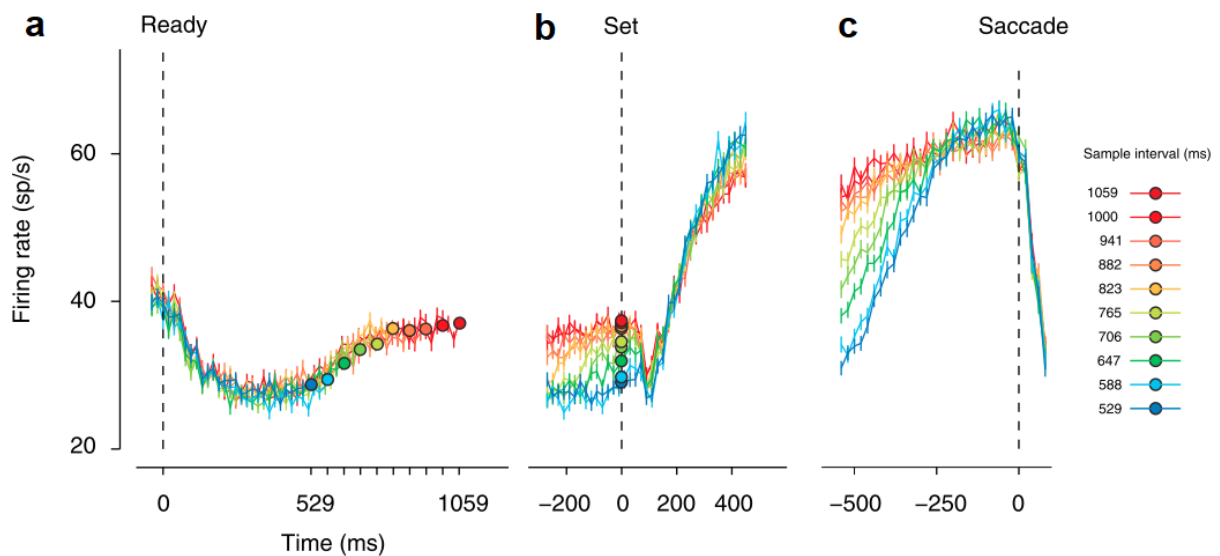 a Ready b Set c Saccade
Firing rate (sp/s)
60
40
20
0 529 1059
Time (ms)
−200 0 200 400
−500 −250 0
Sample interval (ms)
1059
1000
941
882
823
765
706
647
588
529